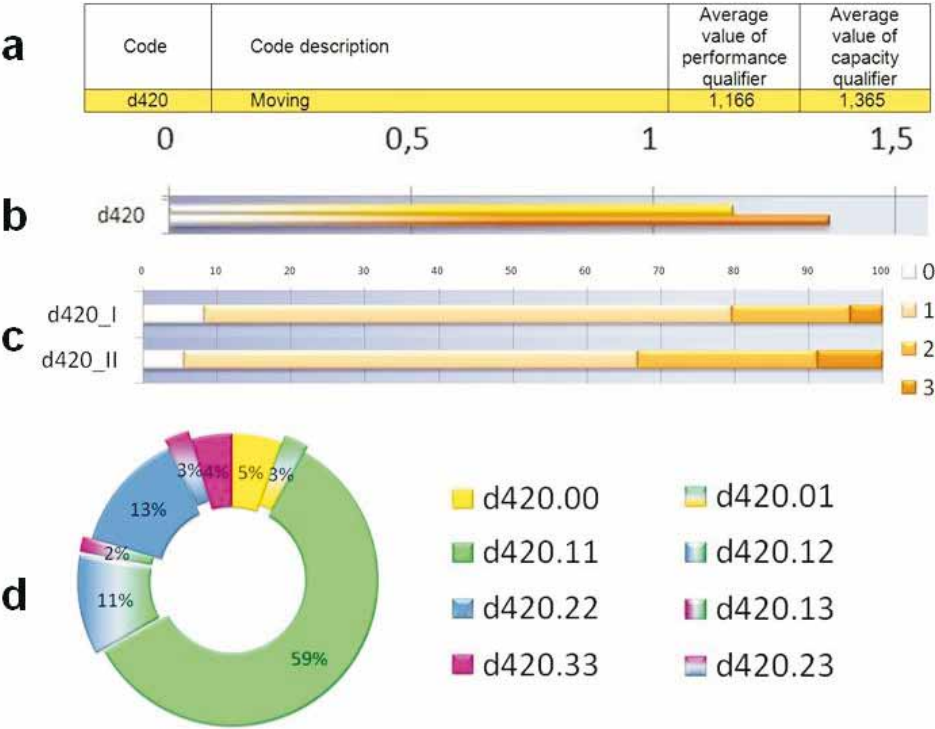 a
Code
Code description
Average
value of
performance
qualifier
Average
value of
capacity
qualifier
d420 Moving 1,166 1,365
0 0,5 1 1,5
b
d420
0 10 20 30 40 50 60 70 80 90 100
c
d420_I
d420_II
0
1
2
3
d
3% 4% 5% 3%
13%
2%
11%
59%
d420.00 d420.01
d420.11 d420.12
d420.22 d420.13
d420.33 d420.23